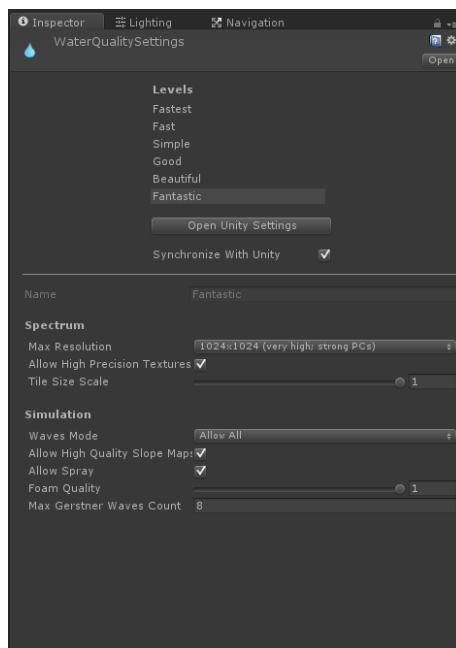 Inspector Lighting Navigation
WaterQualitySettings
Open
Levels
Fastest
Fast
Simple
Good
Beautiful
Fantastic
Open Unity Settings
Synchronize With Unity
Name Fantastic
Spectrum
Max Resolution 1024x1024 (very high; strong PCs)
Allow High Precision Textures
Tile Size Scale 1
Simulation
Waves Mode Allow All
Allow High Quality Slope Map:
Allow Spray
Foam Quality 1
Max Gerstner Waves Count 8